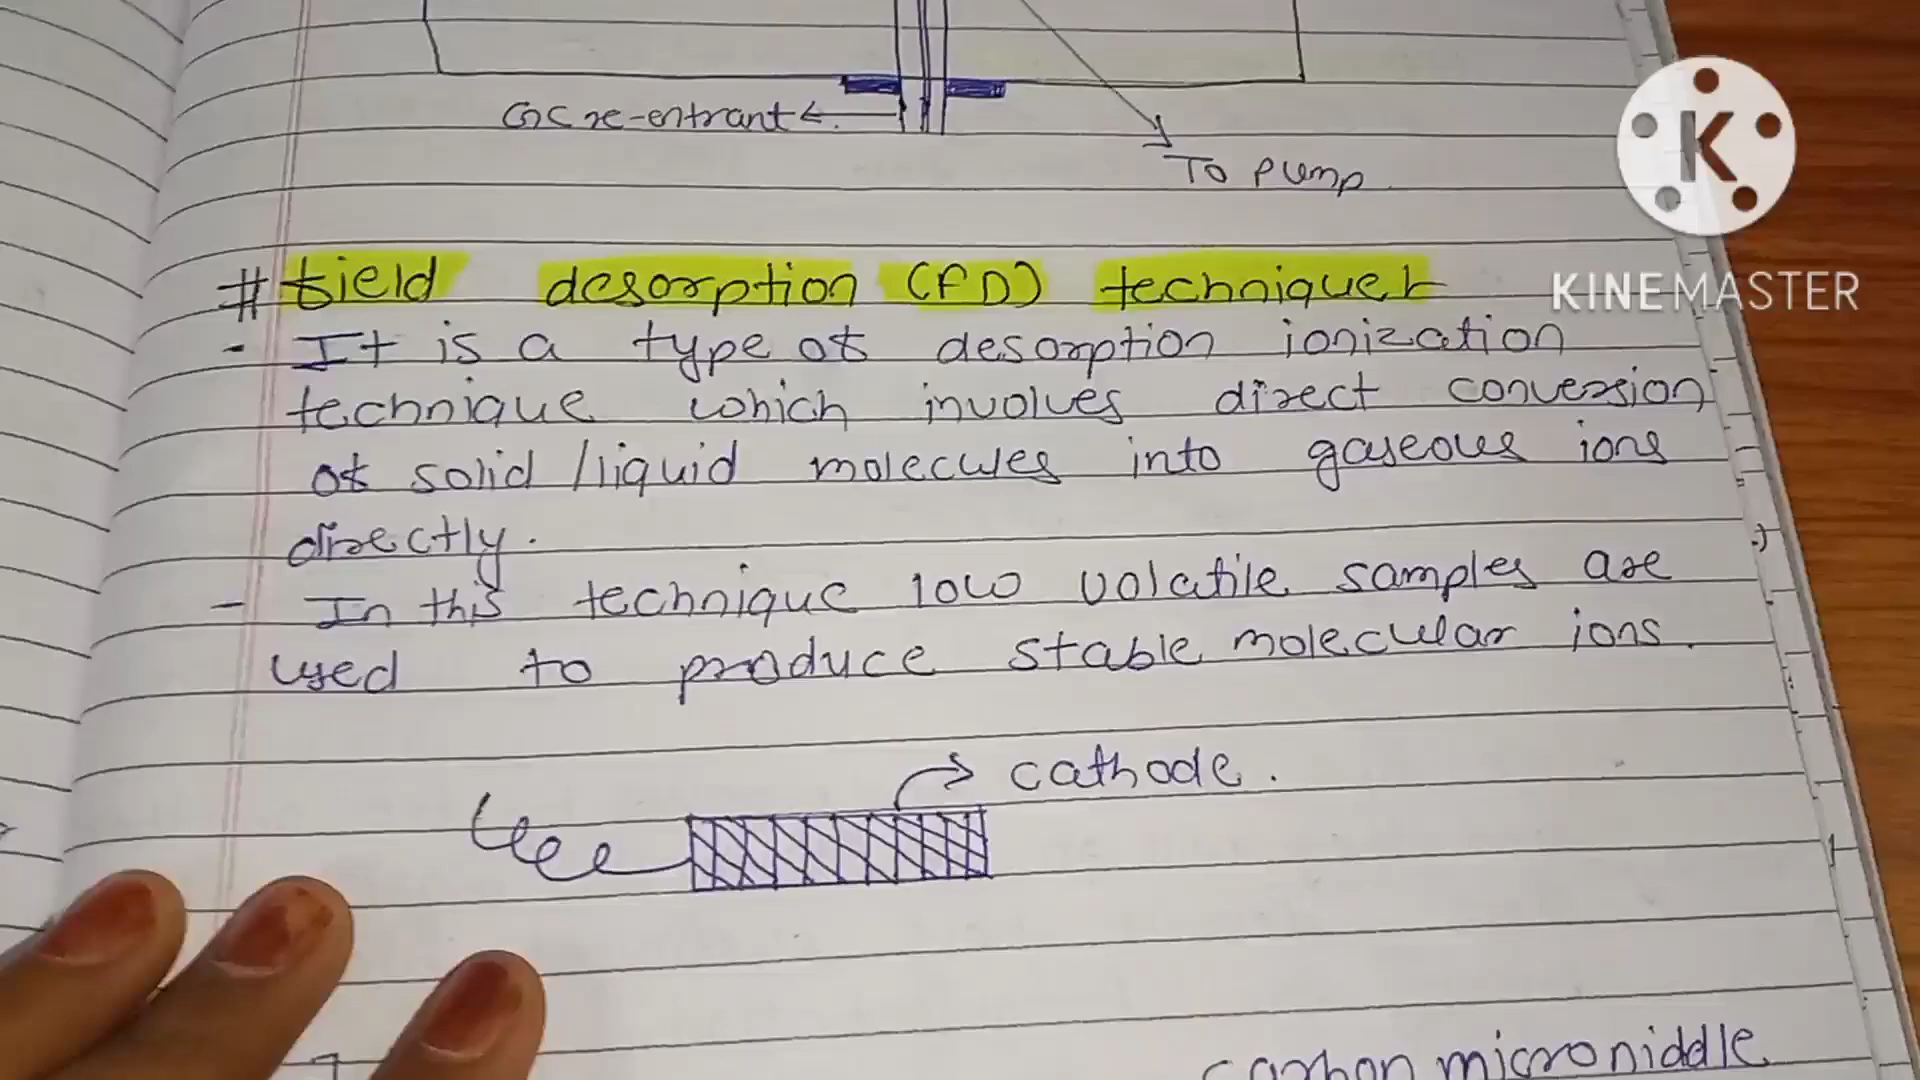 GC re-entrant
To pump
# field desorption (FD) technique :-
- It is a type of desorption ionization
technique which involves direct conversion
of solid /liquid molecules into gaseous ions
directly.
- In this technique low volatile samples are
used to produce stable molecular ions.
cathode.
carbon microniddle
K
KINEMASTER